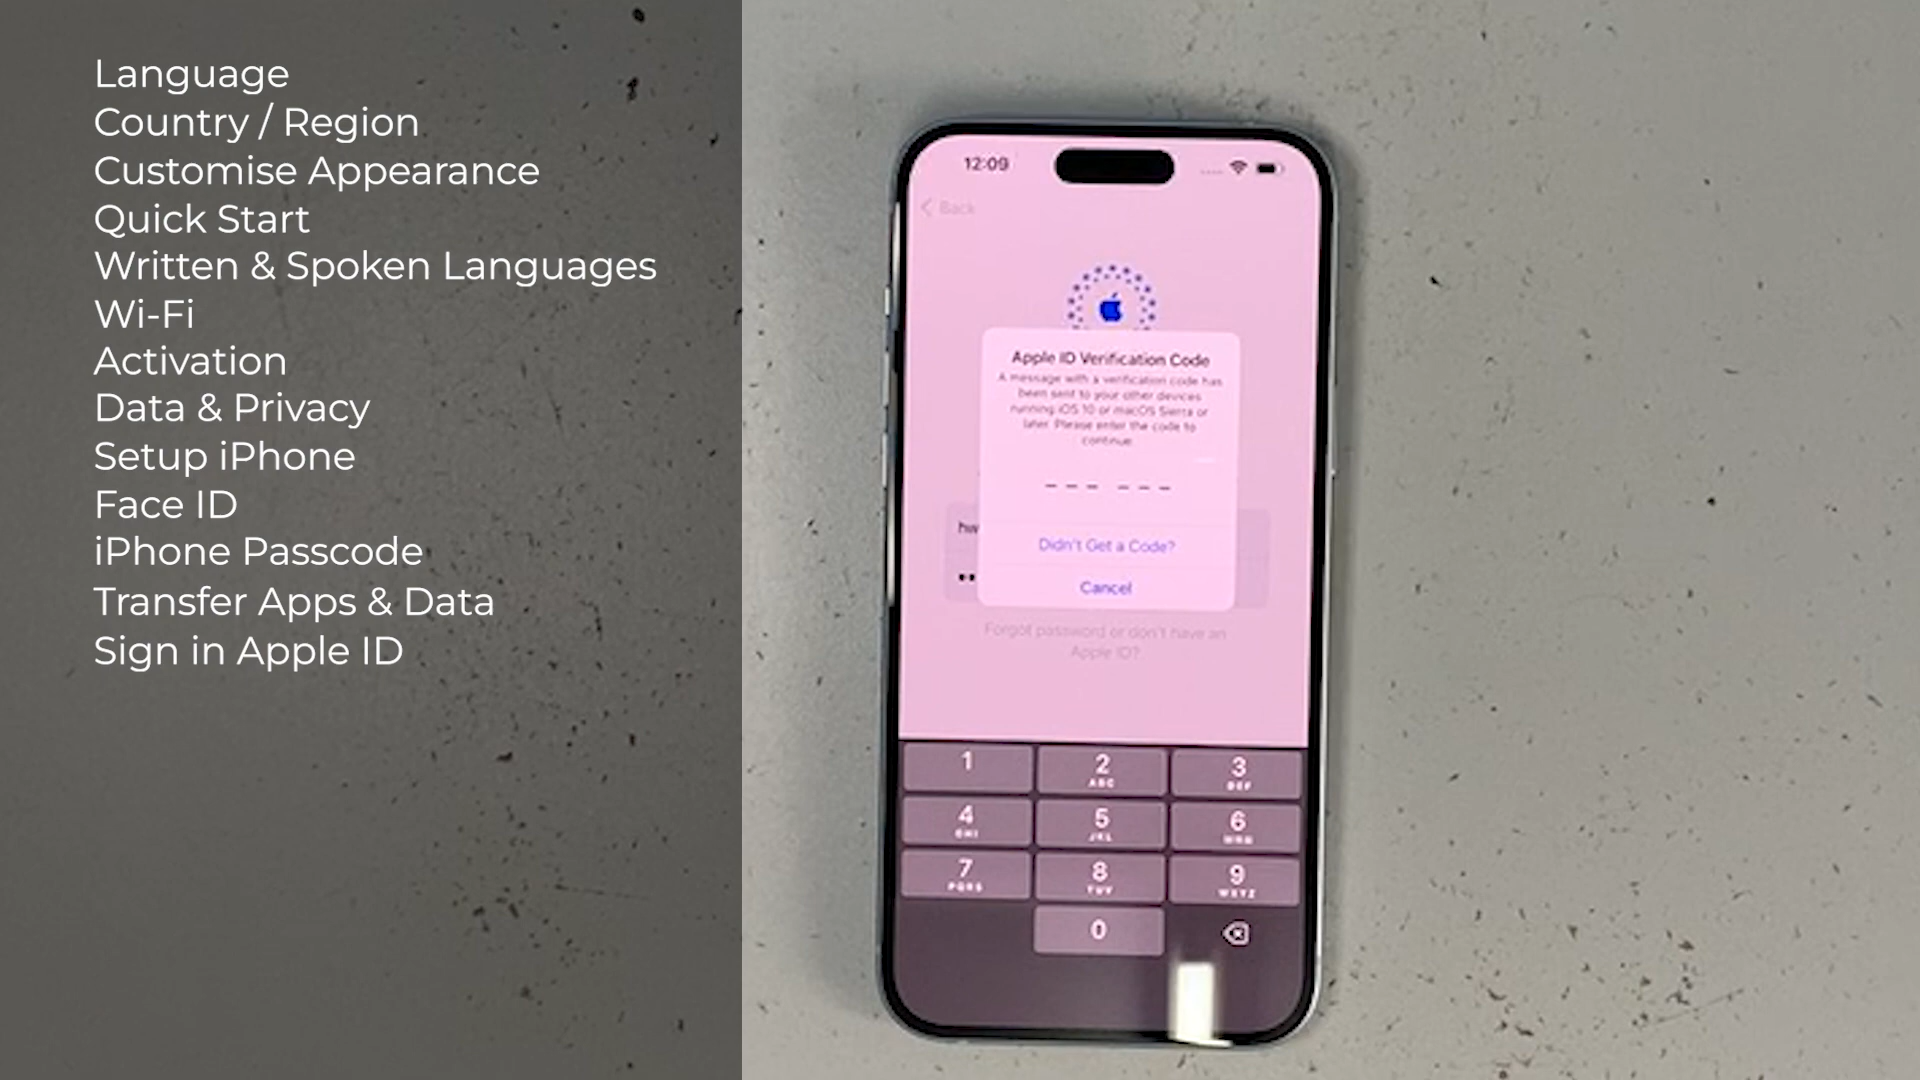 Language
Country / Region
Customise Appearance
Quick Start
Written & Spoken Languages
Wi-Fi
Activation
Data & Privacy
Setup iPhone
Face ID
iPhone Passcode
Transfer Apps & Data
Sign in Apple ID
12:09
Back
Apple ID Verification Code
A message with a verification code has
been sent to your other devices
running iOS 10 or macOS Sierra or
later. Please enter the code to
continue.
hw
Didn't Get a Code?
Cancel
Forgot password or don't have an
Apple ID?
1 2 3
ABC DEF
4 5 6
GHI JKL MNO
7 8 9
PQRS TUV WXYZ
0